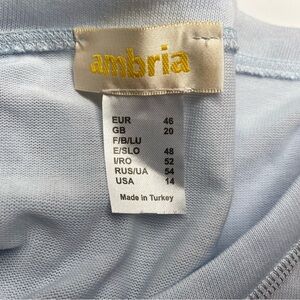 ambria
EUR 46
GB 20
F/B/LU
E/SLO 48
I/RO 52
RUS/UA 54
USA 14
Made in Turkey